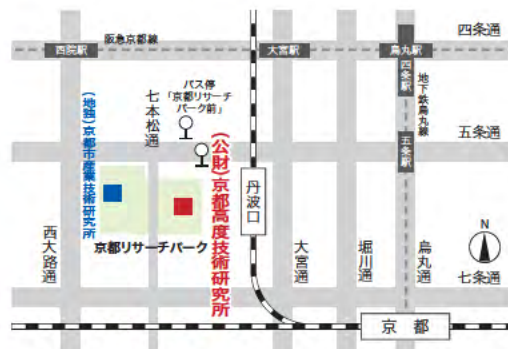 四条通
阪急京都線
西院駅
大宮駅
烏丸駅
四条駅
地下鉄烏丸線
バス停
「京都リサーチ
パーク前」
七本松通
(地独)京都市産業技術研究所
(公財)京都高度技術研究所
五条通
五条駅
丹波口
京都リサーチパーク
西大路通
大宮通
堀川通
烏丸通
N
七条通
京都